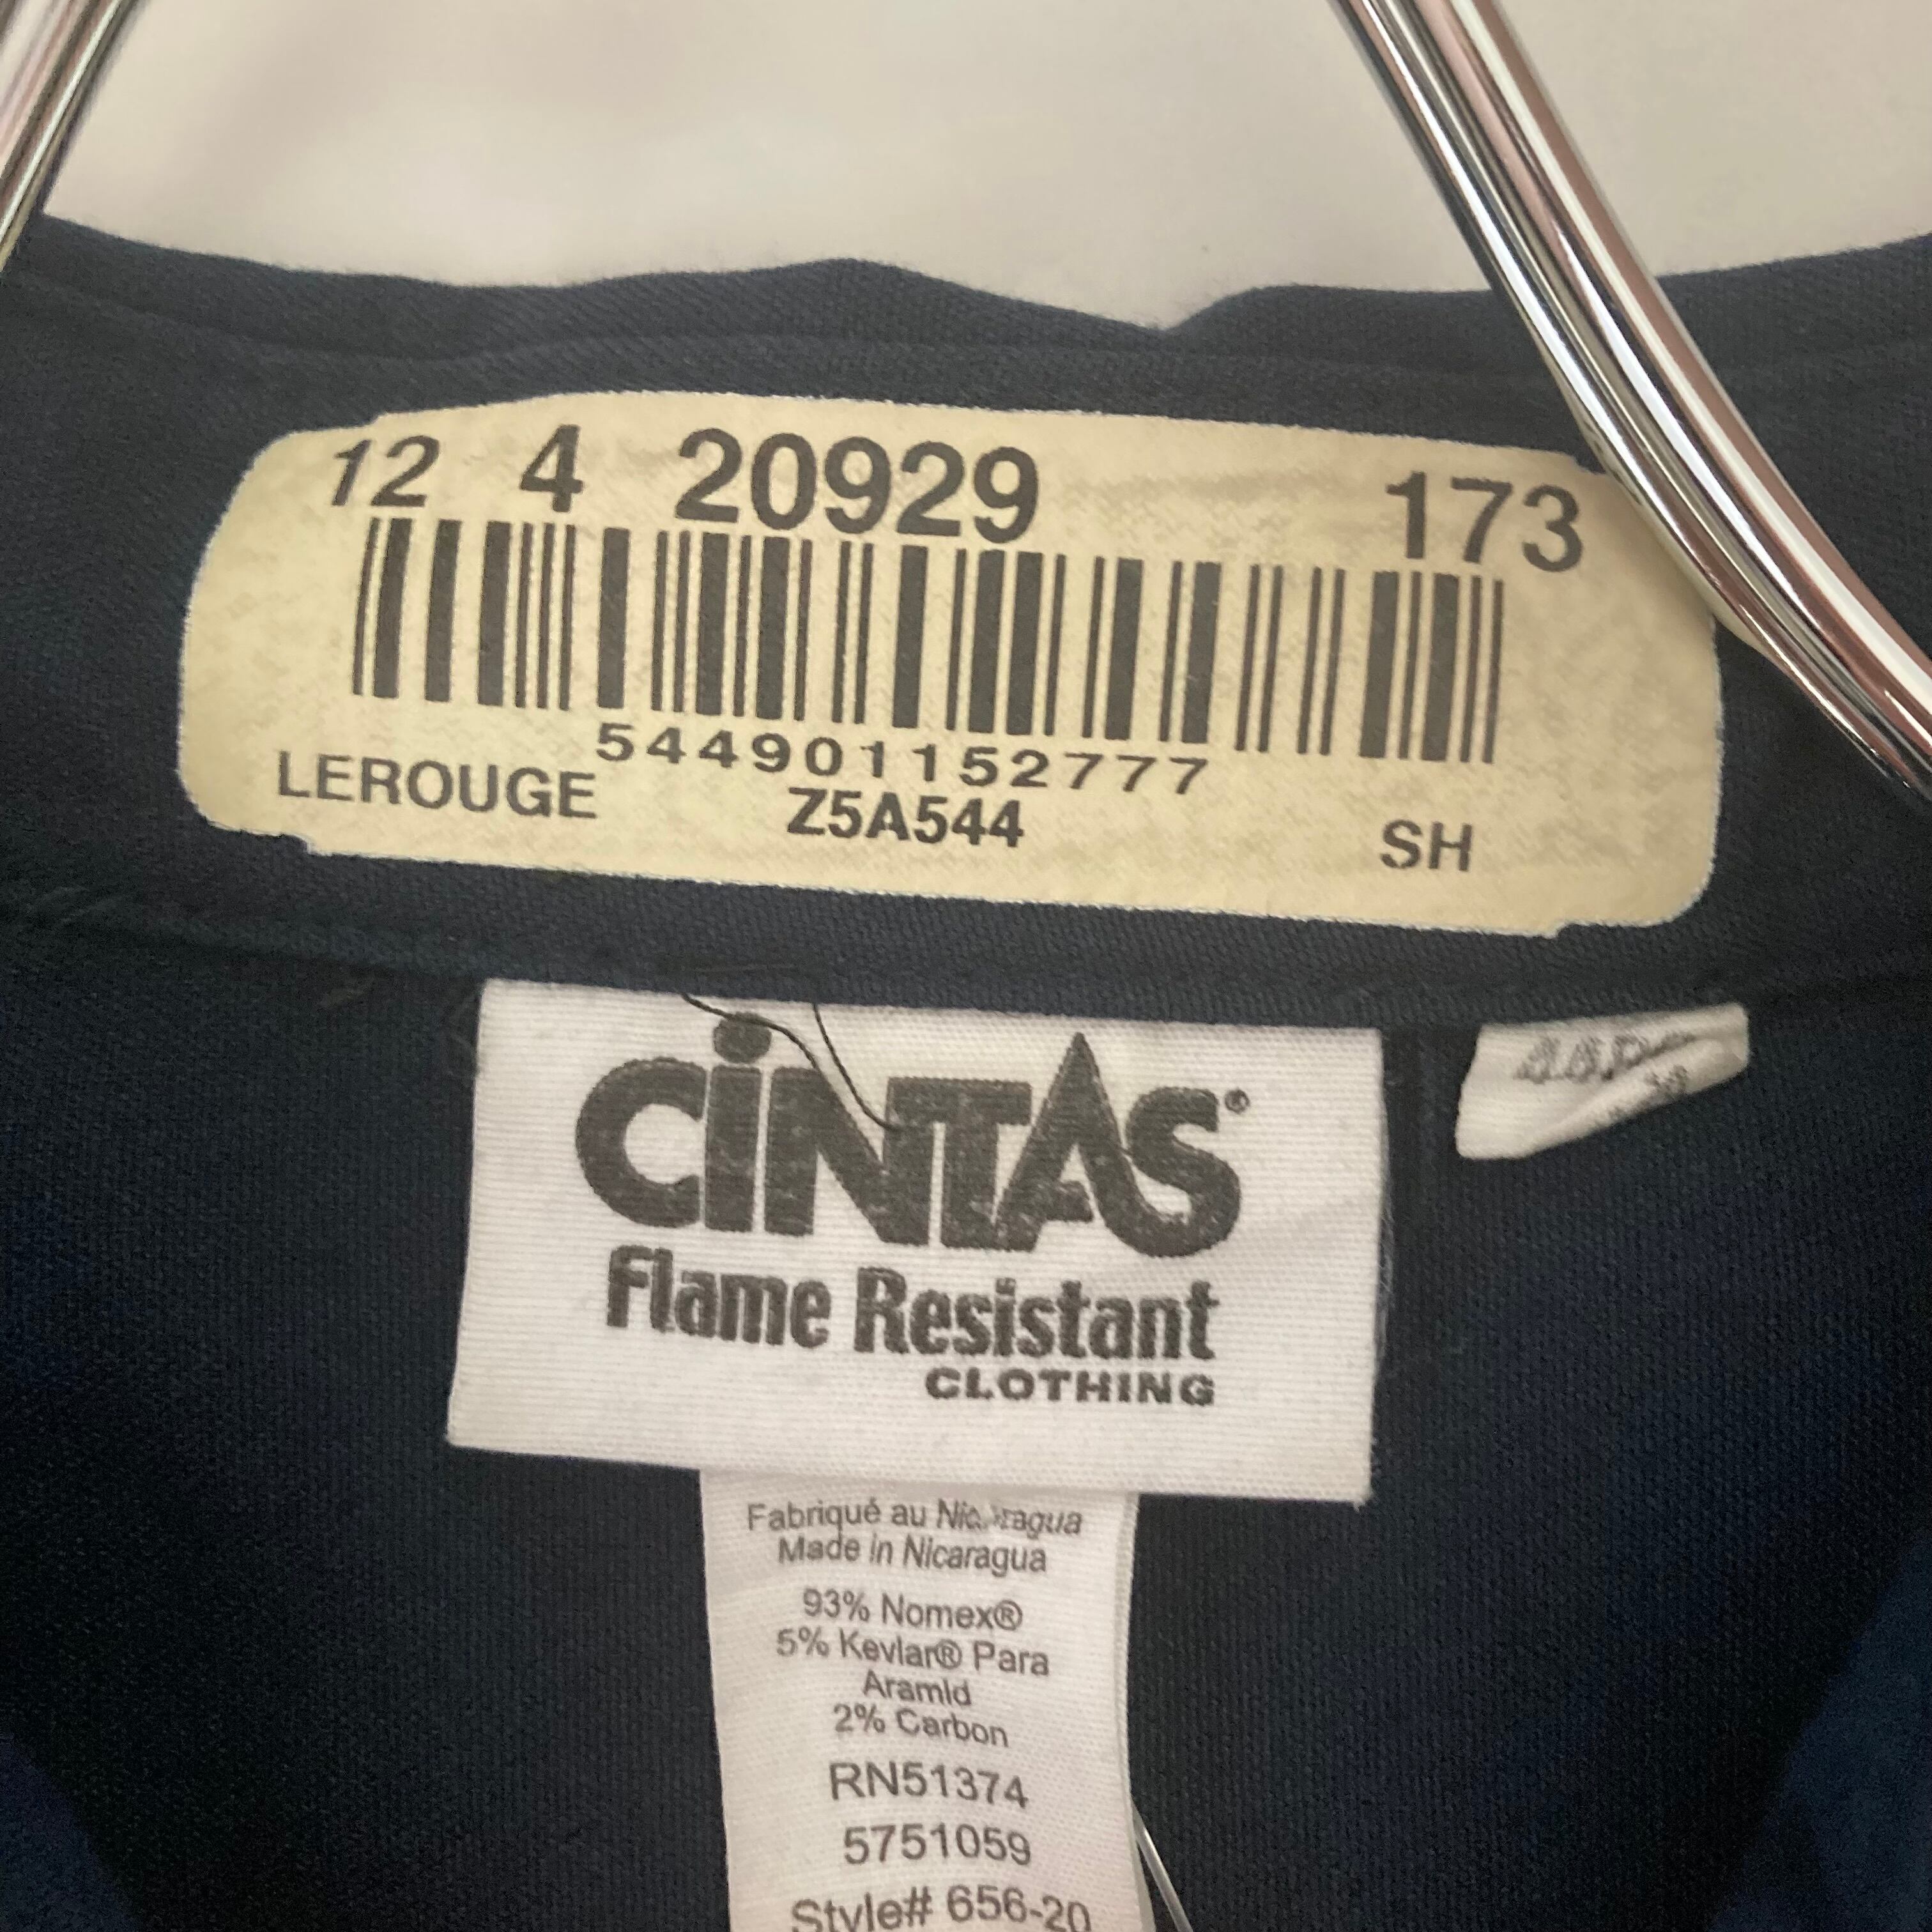 12 4 20929 173
544901152777
LEROUGE Z5A544 SH
CINTAS®
Flame Resistant
CLOTHING
Fabriqué au Nicaragua
Made in Nicaragua
93% Nomex®
5% Kevlar® Para
Aramid
2% Carbon
RN51374
5751059
Style# 656-20